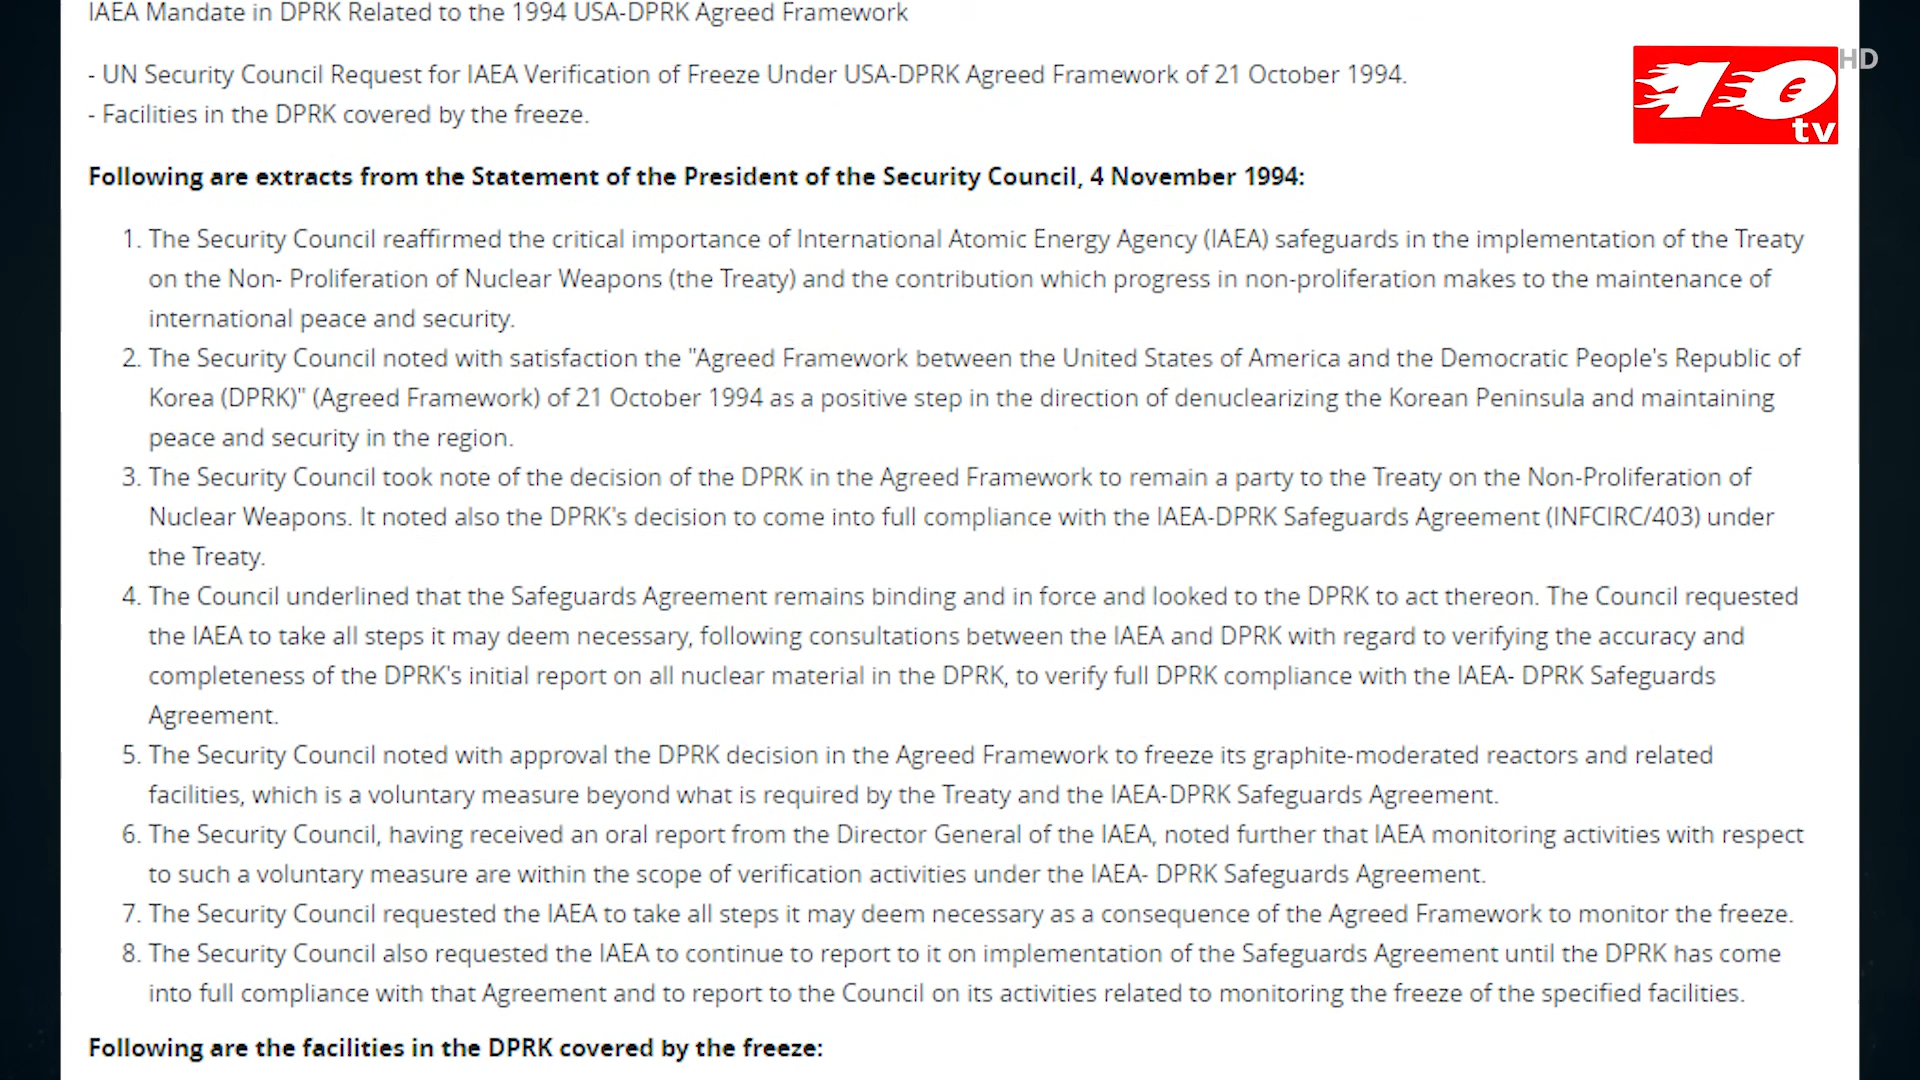 IAEA Mandate in DPRK Related to the 1994 USA-DPRK Agreed Framework
- UN Security Council Request for IAEA Verification of Freeze Under USA-DPRK Agreed Framework of 21 October 1994.
- Facilities in the DPRK covered by the freeze.
10
tv
HD
Following are extracts from the Statement of the President of the Security Council, 4 November 1994:
1. The Security Council reaffirmed the critical importance of International Atomic Energy Agency (IAEA) safeguards in the implementation of the Treaty
on the Non- Proliferation of Nuclear Weapons (the Treaty) and the contribution which progress in non-proliferation makes to the maintenance of
international peace and security.
2. The Security Council noted with satisfaction the "Agreed Framework between the United States of America and the Democratic People's Republic of
Korea (DPRK)" (Agreed Framework) of 21 October 1994 as a positive step in the direction of denuclearizing the Korean Peninsula and maintaining
peace and security in the region.
3. The Security Council took note of the decision of the DPRK in the Agreed Framework to remain a party to the Treaty on the Non-Proliferation of
Nuclear Weapons. It noted also the DPRK's decision to come into full compliance with the IAEA-DPRK Safeguards Agreement (INFCIRC/403) under
the Treaty.
4. The Council underlined that the Safeguards Agreement remains binding and in force and looked to the DPRK to act thereon. The Council requested
the IAEA to take all steps it may deem necessary, following consultations between the IAEA and DPRK with regard to verifying the accuracy and
completeness of the DPRK's initial report on all nuclear material in the DPRK, to verify full DPRK compliance with the IAEA- DPRK Safeguards
Agreement.
5. The Security Council noted with approval the DPRK decision in the Agreed Framework to freeze its graphite-moderated reactors and related
facilities, which is a voluntary measure beyond what is required by the Treaty and the IAEA-DPRK Safeguards Agreement.
6. The Security Council, having received an oral report from the Director General of the IAEA, noted further that IAEA monitoring activities with respect
to such a voluntary measure are within the scope of verification activities under the IAEA- DPRK Safeguards Agreement.
7. The Security Council requested the IAEA to take all steps it may deem necessary as a consequence of the Agreed Framework to monitor the freeze.
8. The Security Council also requested the IAEA to continue to report to it on implementation of the Safeguards Agreement until the DPRK has come
into full compliance with that Agreement and to report to the Council on its activities related to monitoring the freeze of the specified facilities.
Following are the facilities in the DPRK covered by the freeze: